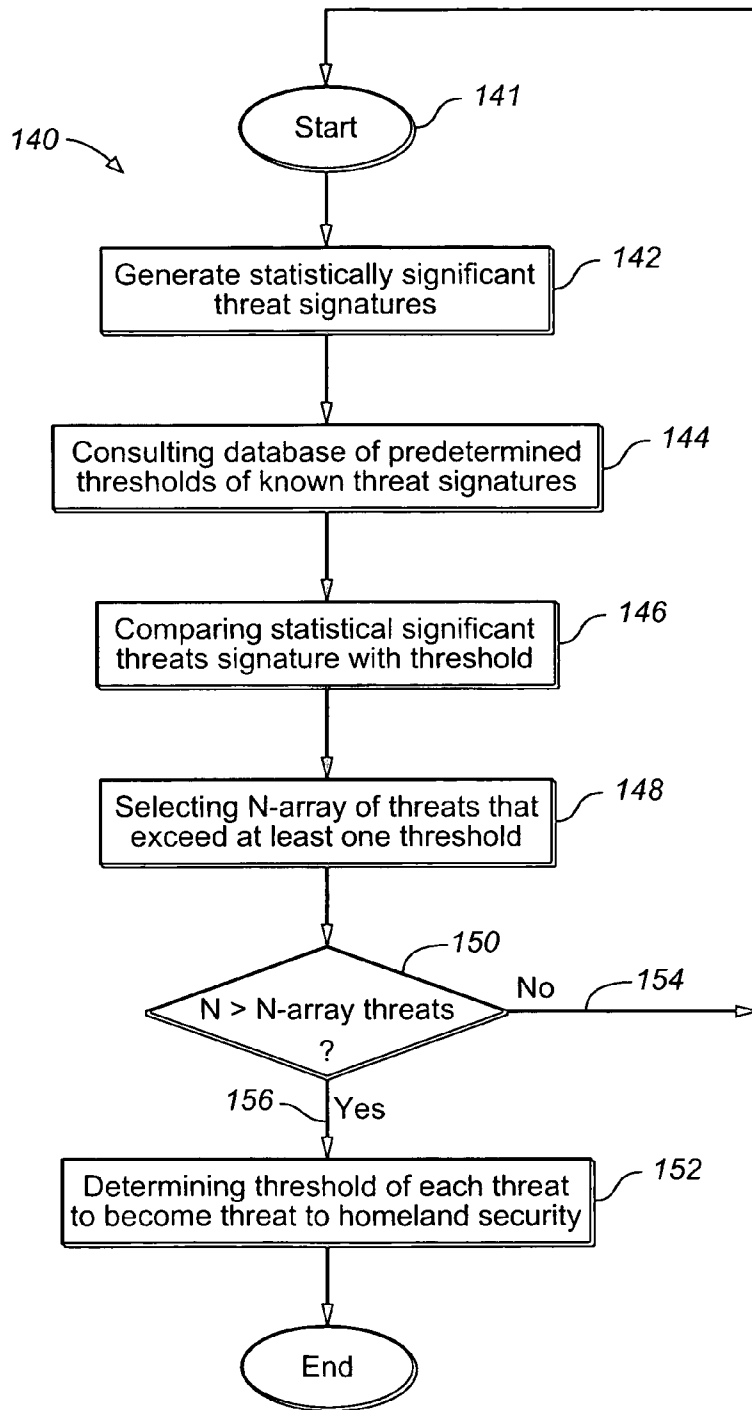 141
Start
140
142
Generate statistically significant
threat signatures
144
Consulting database of predetermined
thresholds of known threat signatures
146
Comparing statistical significant
threats signature with threshold
148
Selecting N-array of threats that
exceed at least one threshold
150
No
154
N > N-array threats
?
156
Yes
152
Determining threshold of each threat
to become threat to homeland security
End